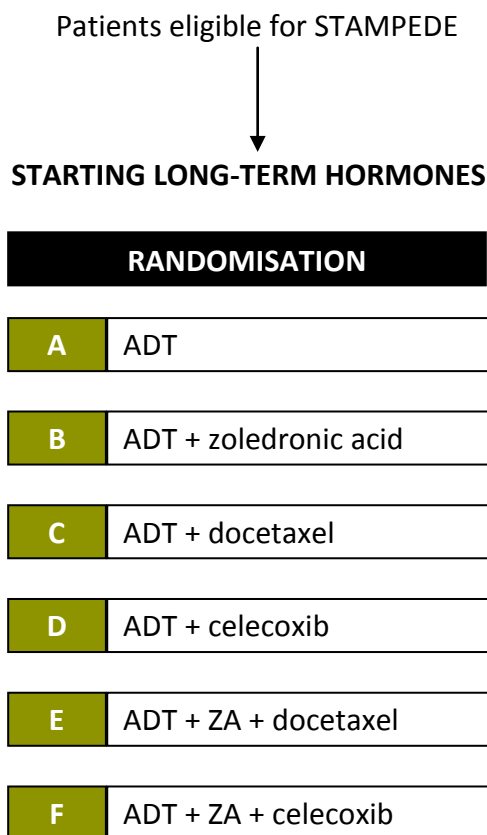 Patients eligible for STAMPEDE
STARTING LONG-TERM HORMONES
RANDOMISATION
A ADT
B ADT + zoledronic acid
C ADT + docetaxel
D ADT + celecoxib
E ADT + ZA + docetaxel
F ADT + ZA + celecoxib